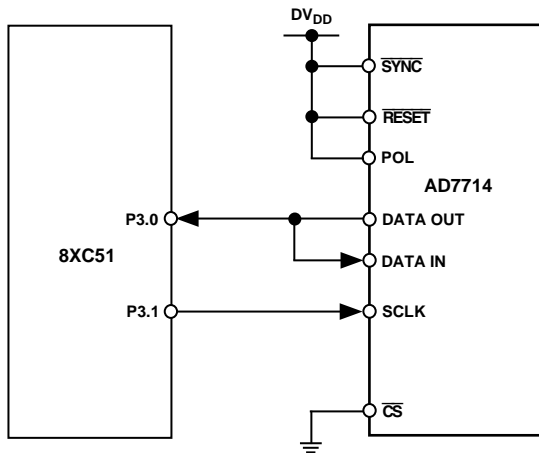 DVDD
SYNC
RESET
POL
AD7714
P3.0
DATA OUT
8XC51
DATA IN
P3.1
SCLK
CS